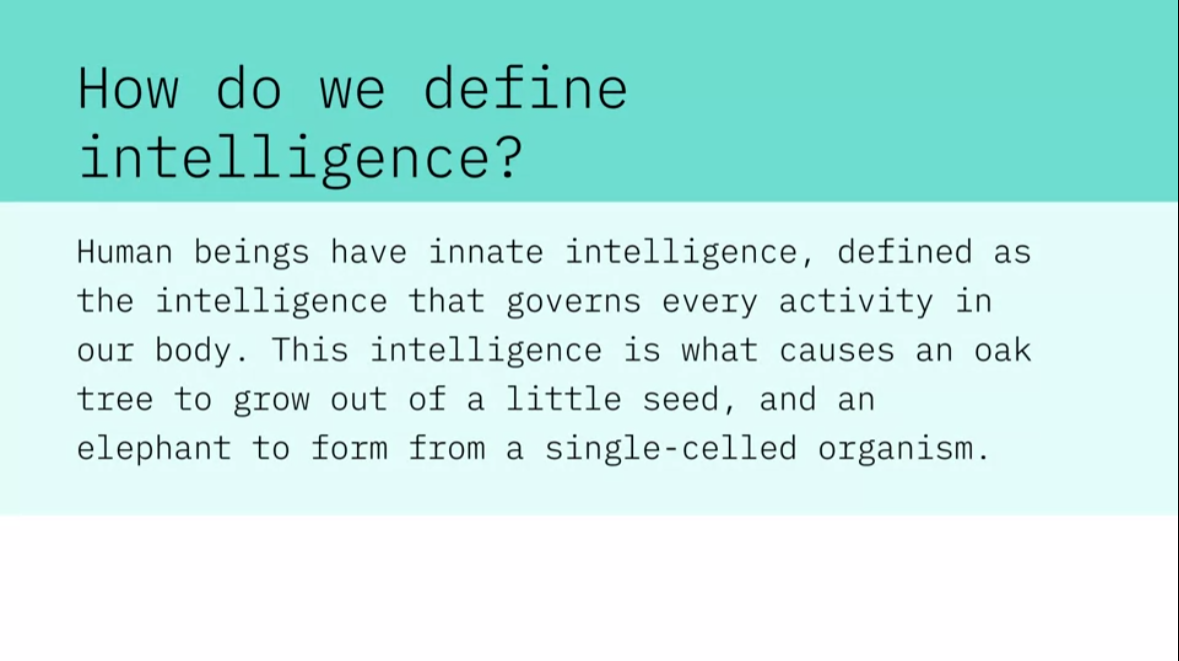 How do we define
intelligence?
Human beings have innate intelligence, defined as
the intelligence that governs every activity in
our body. This intelligence is what causes an oak
tree to grow out of a little seed, and an
elephant to form from a single-celled organism.